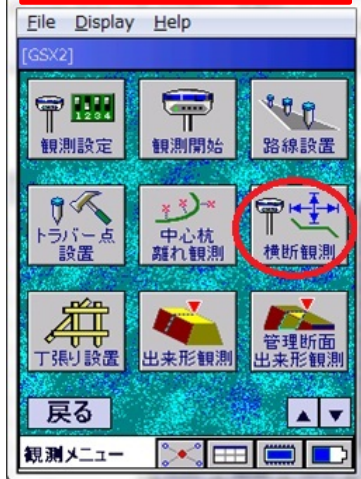 File Display Help
[GSX2]
1234
観測設定
観測開始
路線設置
トラバー点
設置
中心杭
離れ観測
横断観測
丁張り設置
出来形観測
管理断面
出来形観測
戻る
観測メニュー